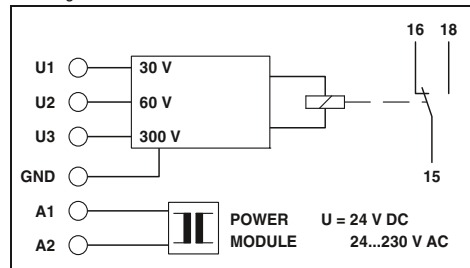 16 18
U1 30 V
U2 60 V
U3 300 V
GND
15
A1
POWER U = 24 V DC
A2 MODULE 24...230 V AC